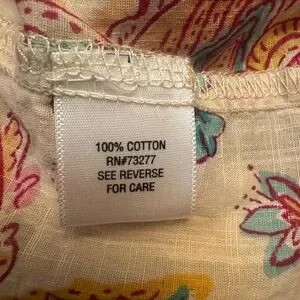 100% COTTON
RN#73277
SEE REVERSE
FOR CARE